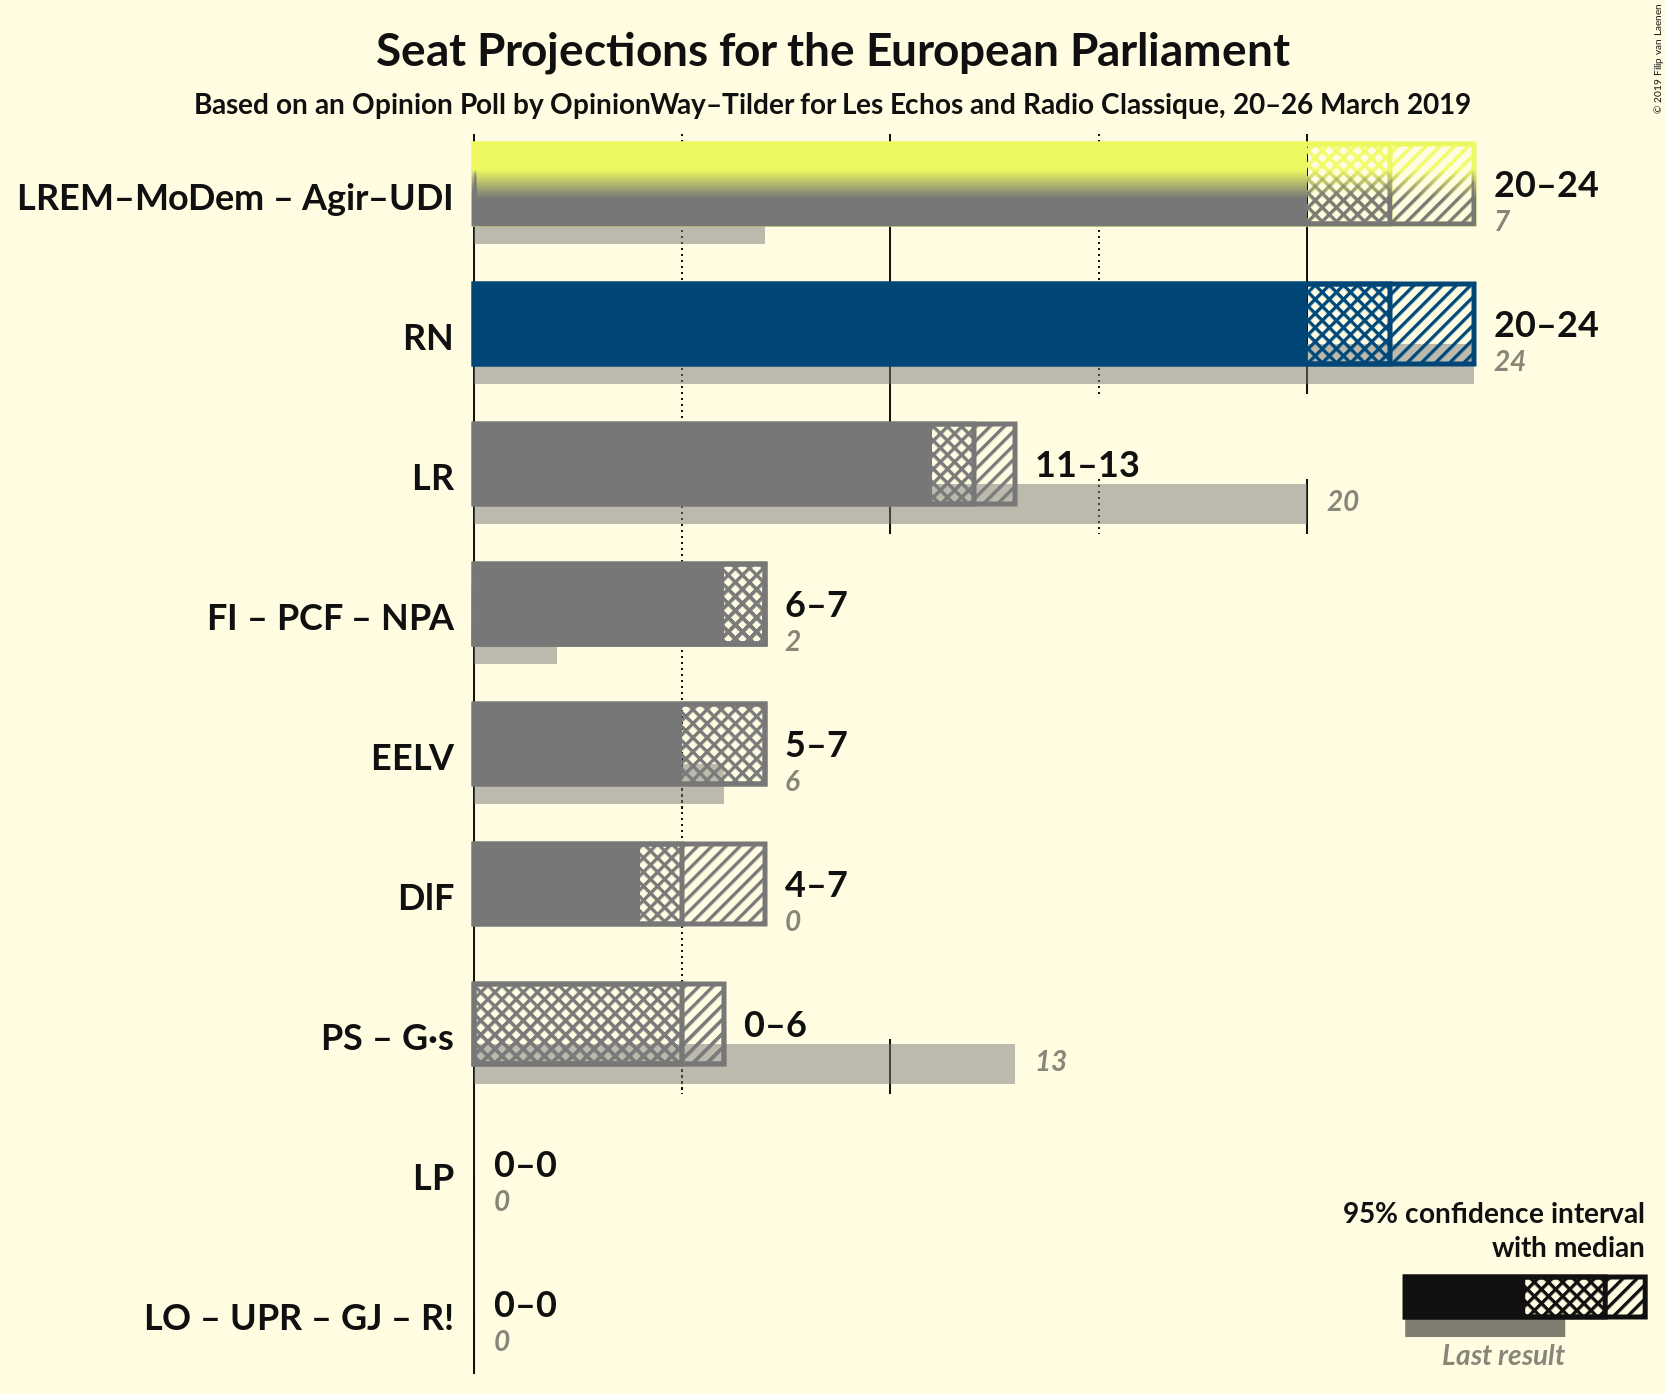 Seat Projections for the European Parliament
Based on an Opinion Poll by OpinionWay–Tilder for Les Echos and Radio Classique, 20–26 March 2019
© 2019 Filip van Laenen
LREM–MoDem – Agir–UDI
20–24
7
RN
20–24
24
LR
11–13
20
FI – PCF – NPA
6–7
2
EELV
5–7
6
DlF
4–7
0
PS – G·s
0–6
13
LP
0–0
0
LO – UPR – GJ – R!
0–0
0
95% confidence interval
with median
Last result